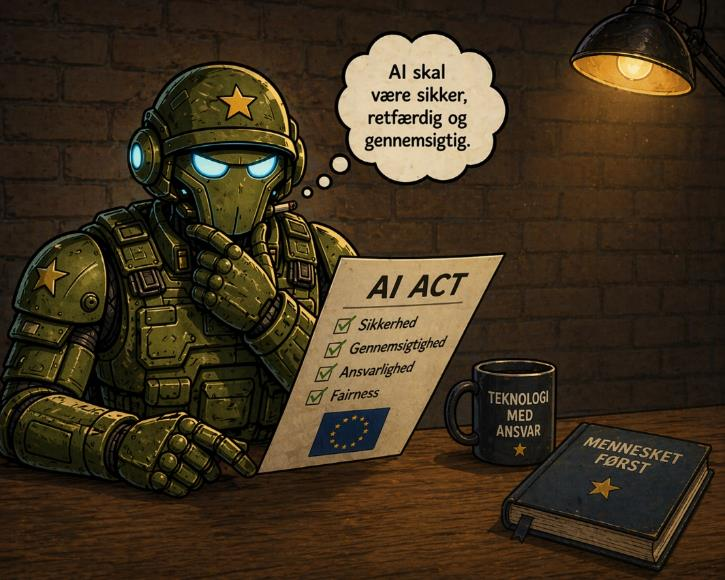 AI skal
være sikker,
retfærdig og
gennemsigtig.
AI ACT
Sikkerhed
Gennemsigtighed
Ansvarlighed
Fairness
TEKNOLOGI
MED
ANSVAR
MENNESKET
FØRST